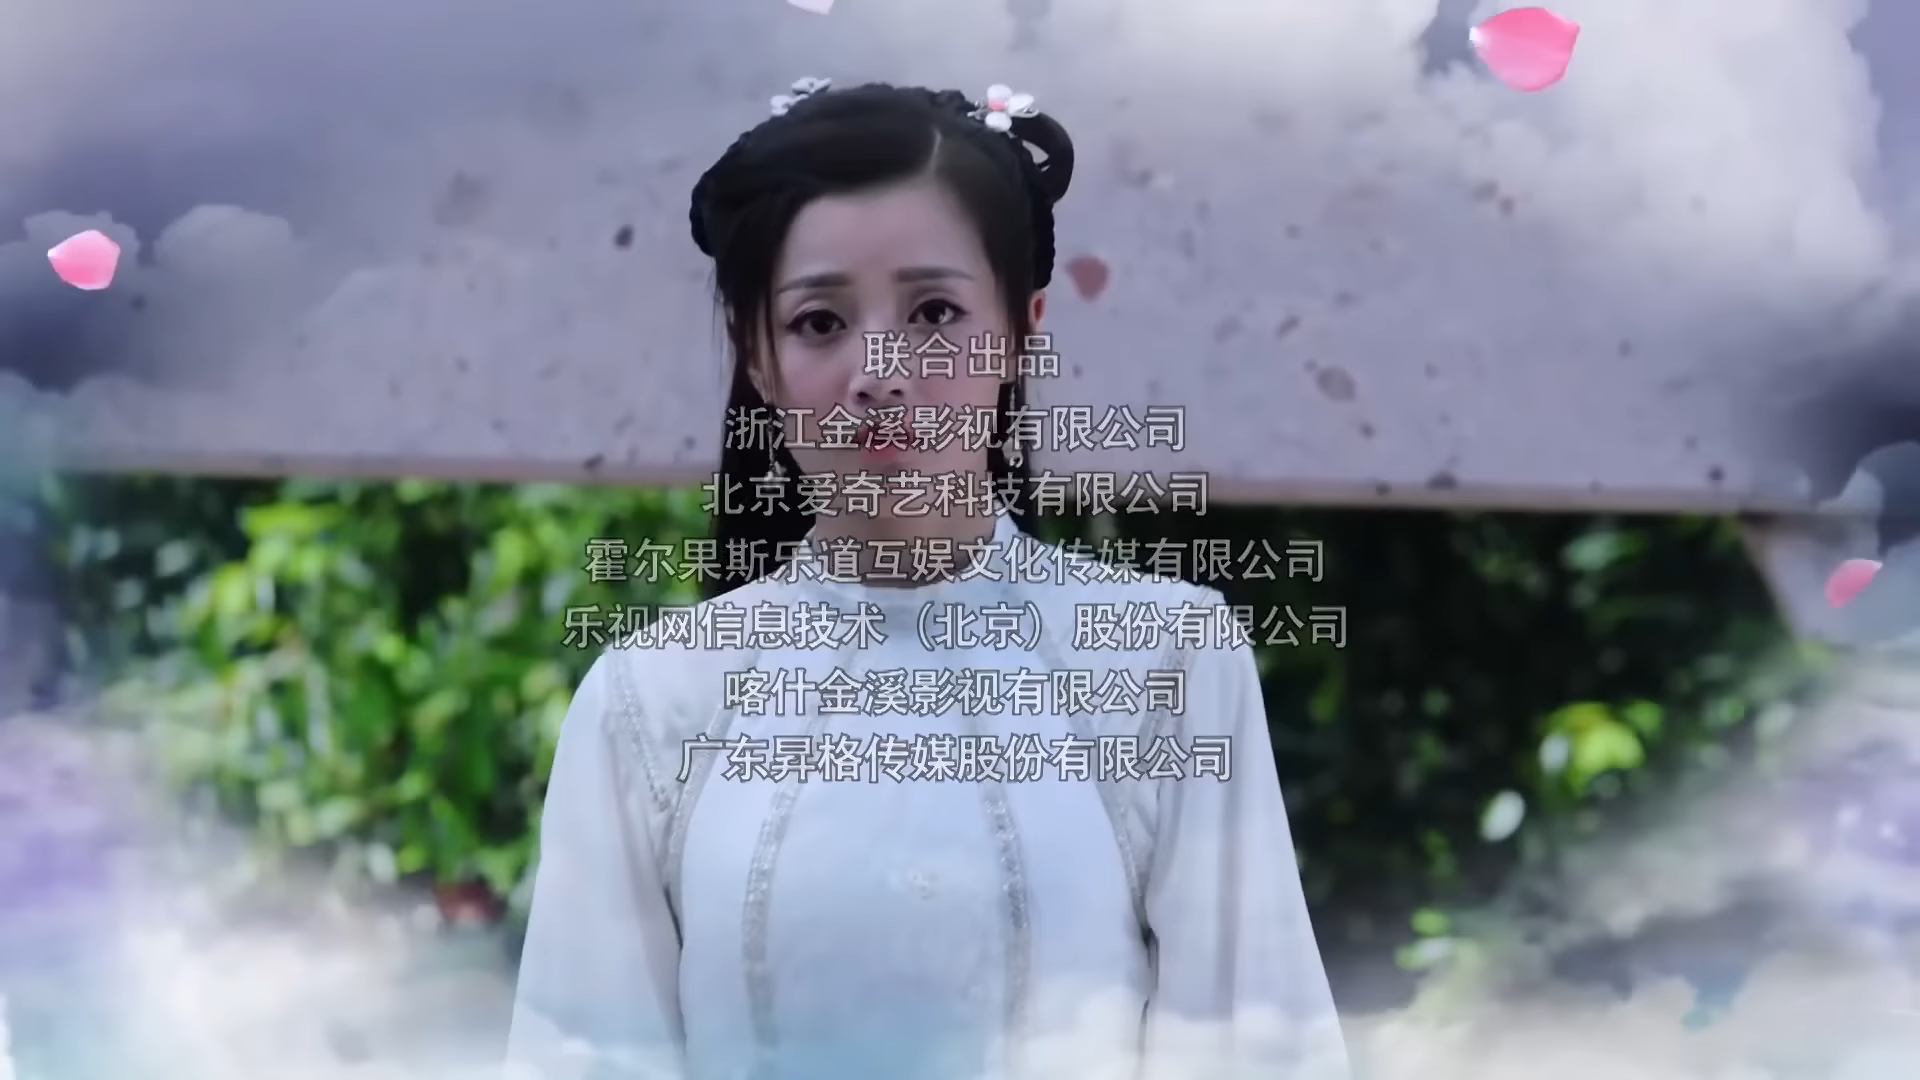 联合出品
浙江金溪影视有限公司
北京爱奇艺科技有限公司
霍尔果斯乐道互娱文化传媒有限公司
乐视网信息技术（北京）股份有限公司
喀什金溪影视有限公司
广东昇格传媒股份有限公司